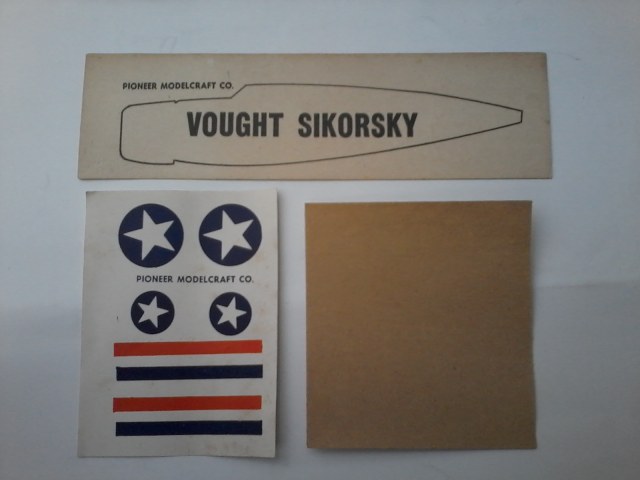 PIONEER MODELCRAFT CO.
VOUGHT SIKORSKY
PIONEER MODELCRAFT CO.